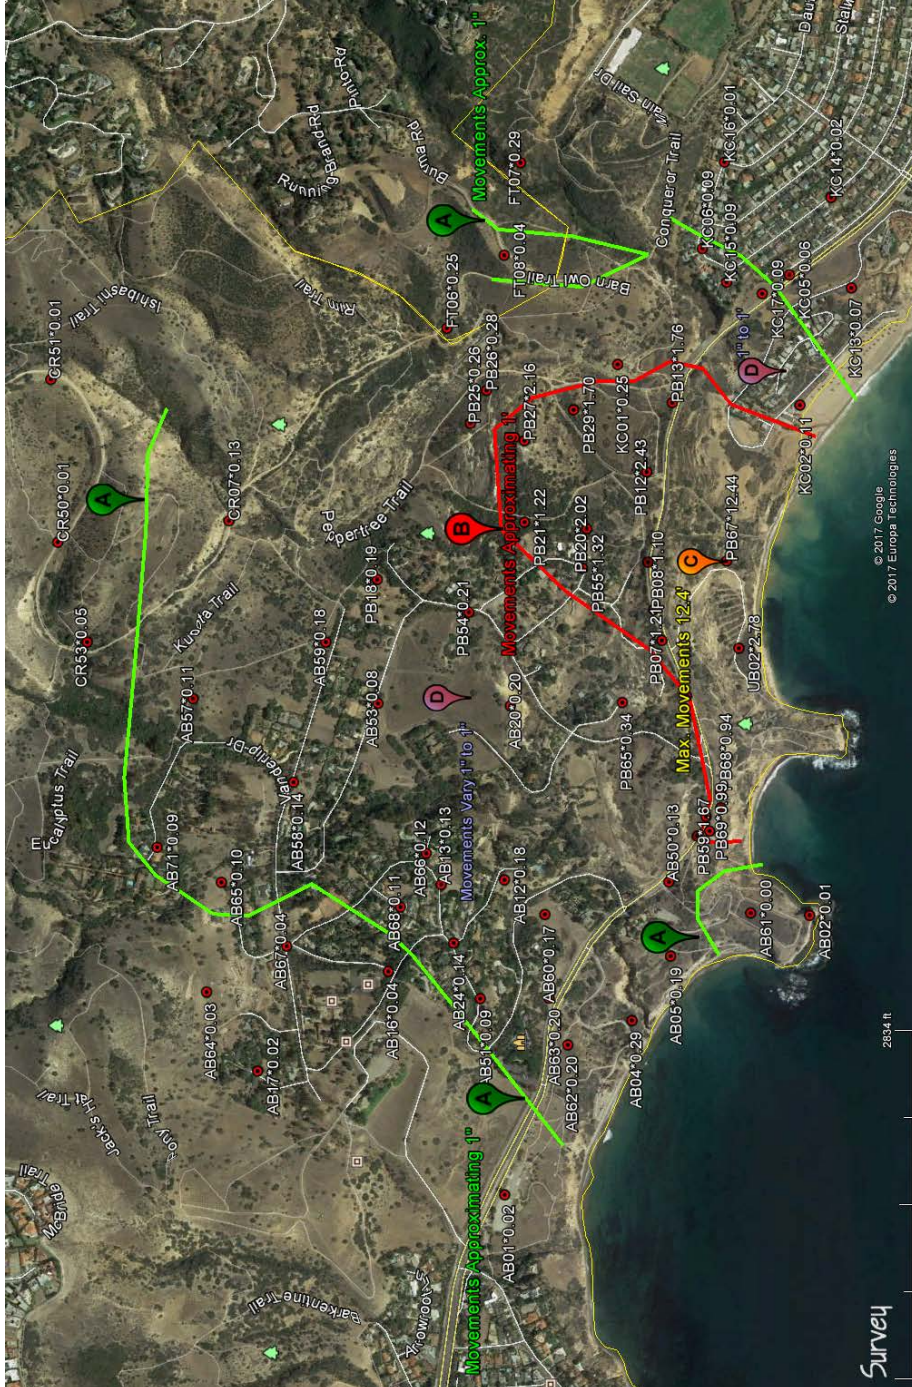 McBride Trail
Jack's Hat Trail
CR51*0.01
CR50*0.01
CR53*0.05
Pony Trail
Ishibashi Trail
Barkentine Trail
AB71*0.09
AB57*0.11
Kusafa Trail
AB64*0.03
AB65*0.10
CR07*0.13
Vanderlip-Dr
Rim Trail
Running-Brand-Rd
Pinto-Rd
AB17*0.02
AB67*0.04
AB58*0.14
AB59*0.18
Peppertree Trail
AB16*0.04
AB68*0.11
AB53*0.08
PB18*0.19
Burma Rd
AB66*0.12
AB13*0.13
AB24*0.14
PB54*0.21
FT06*0.25
Movements Approximating 1"
Movements Vary 1" to 1'
PB25*0.26
PB26*0.28
Movements Approx. 1"
AB51*0.09
AB01*0.02
AB12*0.18
AB20*0.20
Movements Approximating 1'
FT08*0.04
FT07*0.29
PB27*2.16
PB21*1.22
AB60*0.17
AB63*0.20
AB62*0.20
PB20*2.02
PB29*1.70
PB55*1.32
Barn Owl Trail
PB65*0.34
KC01*0.25
AB04*0.29
PB07*1.21
PB08*1.10
PB12*2.43
Main-Sail-Dr
Conqueror Trail
AB05*0.19
AB50*0.13
Max. Movements 12.4'
PB13*1.76
PB59*1.67
PB69*0.99
PB68*0.94
PB67*12.44
KC06*0.09
KC15*0.09
KC16*0.01
1" to 1'
UB02*2.78
AB61*0.00
KC17*0.09
AB02*0.01
KC02*0.11
KC05*0.06
KC14*0.02
KC13*0.07
A
A
A
A
B
C
D
D
Survey
2834 ft
© 2017 Google
© 2017 Europa Technologies